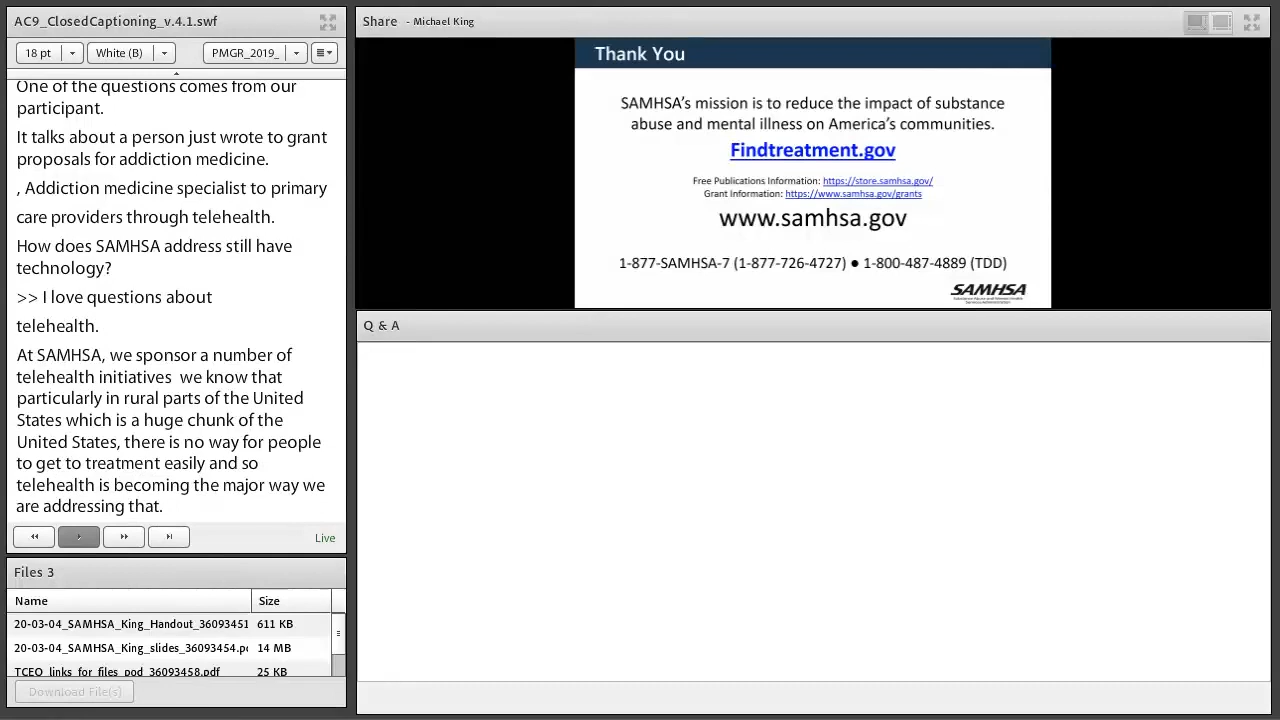 AC9_ClosedCaptioning_v.4.1.swf
18 pt
White (B)
PMGR_2019_
One of the questions comes from our
participant.
It talks about a person just wrote to grant
proposals for addiction medicine.
, Addiction medicine specialist to primary
care providers through telehealth.
How does SAMHSA address still have
technology?
>> I love questions about
telehealth.
At SAMHSA, we sponsor a number of
telehealth initiatives  we know that
particularly in rural parts of the United
States which is a huge chunk of the
United States, there is no way for people
to get to treatment easily and so
telehealth is becoming the major way we
are addressing that.
Live
Files 3
Name Size
20-03-04_SAMHSA_King_Handout_36093451 611 KB
20-03-04_SAMHSA_King_slides_36093454.pc 14 MB
TCEO_links_for_files_pod_36093458.pdf 25 KB
Download File(s)
Share - Michael King
Thank You
SAMHSA's mission is to reduce the impact of substance
abuse and mental illness on America's communities.
Findtreatment.gov
Free Publications Information: https://store.samhsa.gov/
Grant Information: https://www.samhsa.gov/grants
www.samhsa.gov
1-877-SAMHSA-7 (1-877-726-4727) ● 1-800-487-4889 (TDD)
SAMHSA
Substance Abuse and Mental Health
Services Administration
Q & A